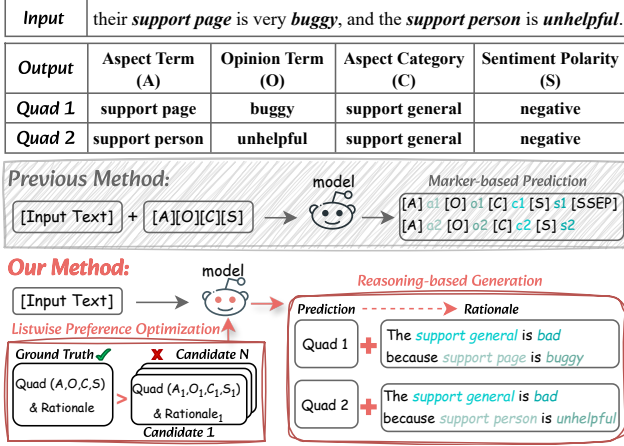 Input their support page is very buggy, and the support person is unhelpful.
Output Aspect Term (A) Opinion Term (O) Aspect Category (C) Sentiment Polarity (S)
Quad 1 support page buggy support general negative
Quad 2 support person unhelpful support general negative
Previous Method:
model
Marker-based Prediction
[Input Text] + [A][O][C][S]
[A] a1 [O] o1 [C] c1 [S] s1 [SSEP]
[A] a2 [O] o2 [C] c2 [S] s2
Our Method:
model
Reasoning-based Generation
[Input Text]
Listwise Preference Optimization
Ground Truth ✓ ✗ Candidate N
Quad (A,O,C,S)
& Rationale
>
Quad (A₁,O₁,C₁,S₁)
& Rationale₁
Candidate 1
Prediction Rationale
Quad 1 + The support general is bad
because support page is buggy
Quad 2 + The support general is bad
because support person is unhelpful